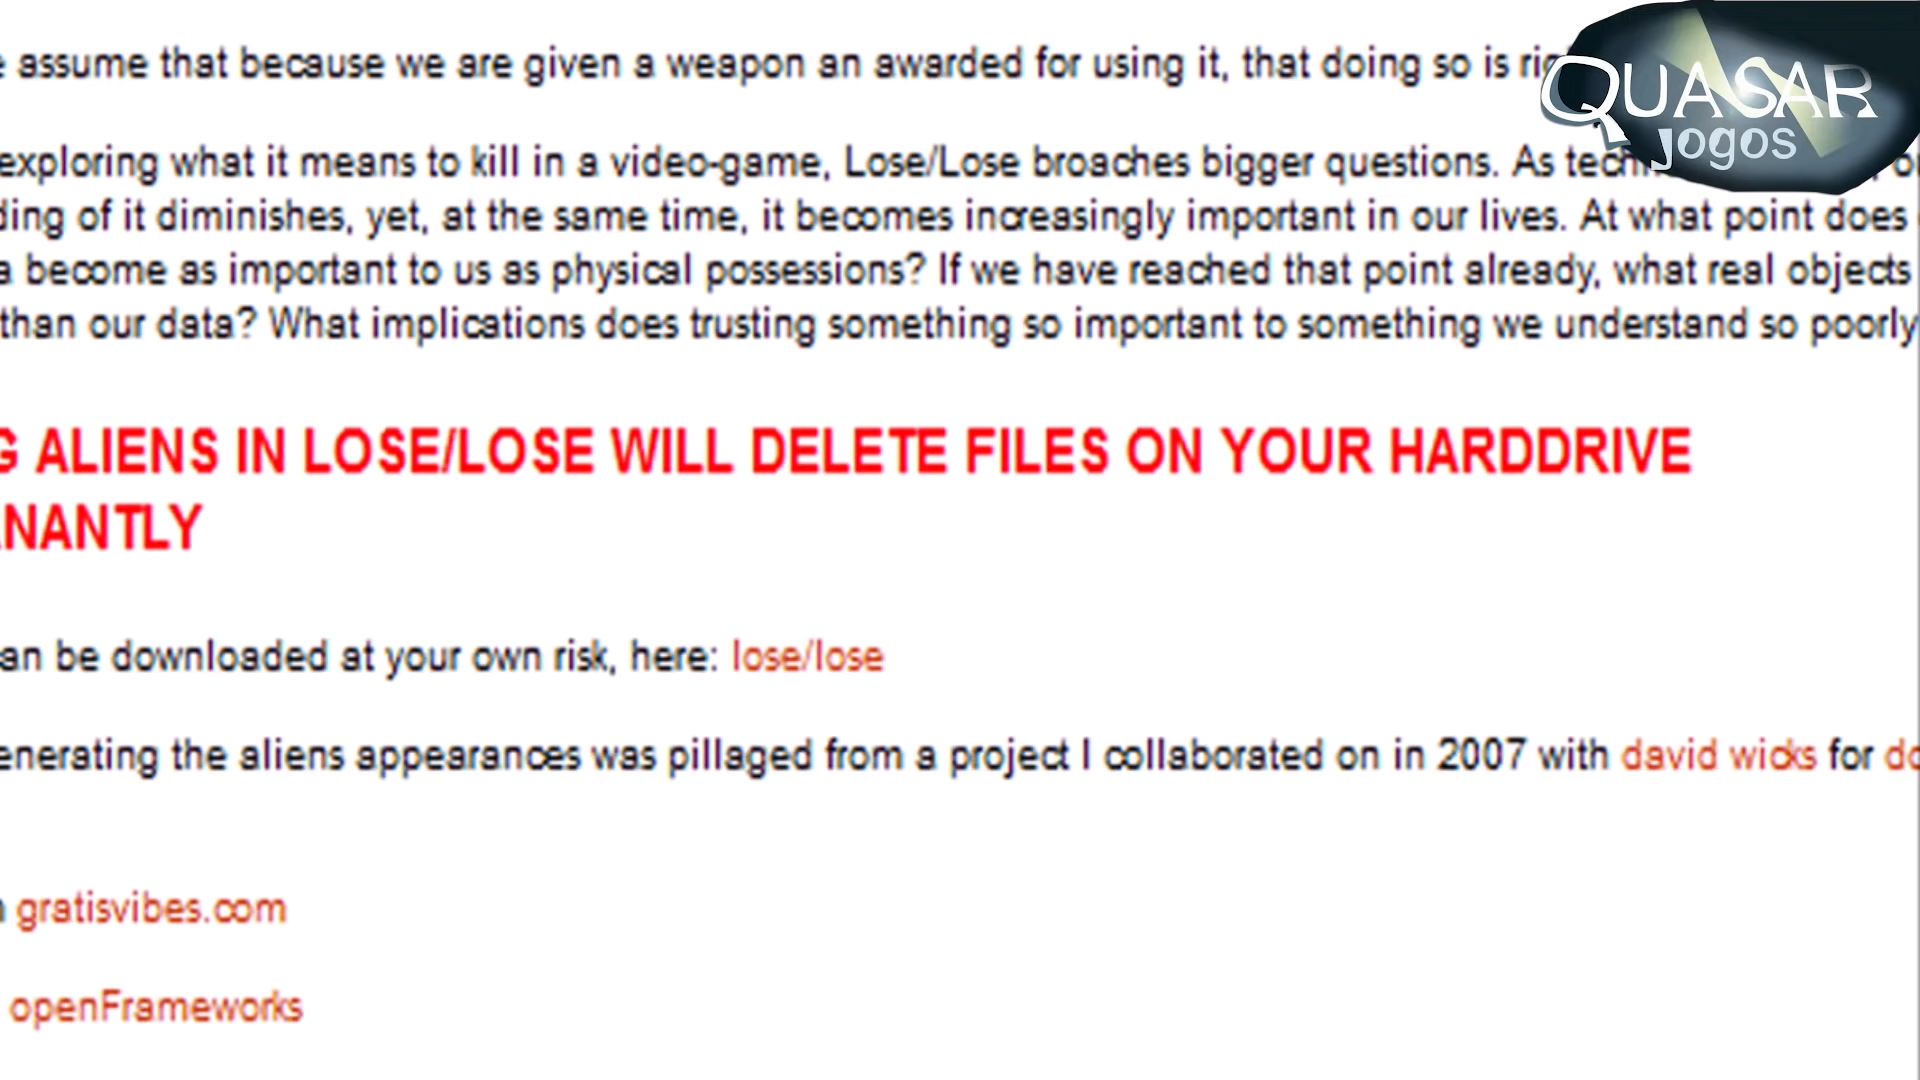 assume that because we are given a weapon an awarded for using it, that doing so is
QUASAR
jogos
exploring what it means to kill in a video-game, Lose/Lose broaches bigger questions. As
ding of it diminishes, yet, at the same time, it becomes increasingly important in our lives. At what point does
a become as important to us as physical possessions? If we have reached that point already, what real objects
than our data? What implications does trusting something so important to something we understand so poorly
G ALIENS IN LOSE/LOSE WILL DELETE FILES ON YOUR HARDDRIVE
NANTLY
an be downloaded at your own risk, here: lose/lose
enerating the aliens appearances was pillaged from a project I collaborated on in 2007 with david wicks for
gratisvibes.com
openFrameworks